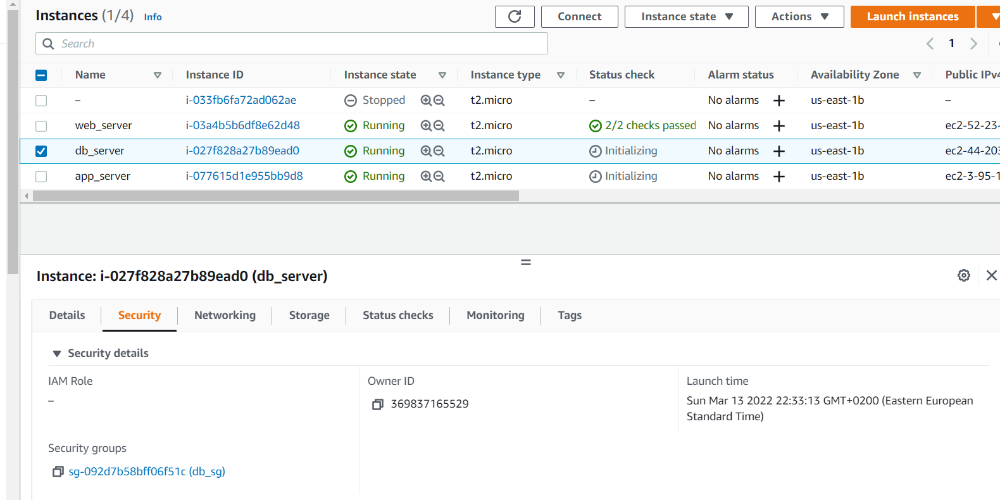 Instances (1/4) Info Connect Instance state Actions Launch instances
Search 1
Name Instance ID Instance state Instance type Status check Alarm status Availability Zone Public IPv4
– i-033fb6fa72ad062ae Stopped t2.micro – No alarms us-east-1b –
web_server i-03a4b5b6df8e62d48 Running t2.micro 2/2 checks passed No alarms us-east-1b ec2-52-23-
db_server i-027f828a27b89ead0 Running t2.micro Initializing No alarms us-east-1b ec2-44-203
app_server i-077615d1e955bb9d8 Running t2.micro Initializing No alarms us-east-1b ec2-3-95-1
Instance: i-027f828a27b89ead0 (db_server)
Details Security Networking Storage Status checks Monitoring Tags
Security details
IAM Role Owner ID Launch time
– 369837165529 Sun Mar 13 2022 22:33:13 GMT+0200 (Eastern European
Standard Time)
Security groups
sg-092d7b58bff06f51c (db_sg)